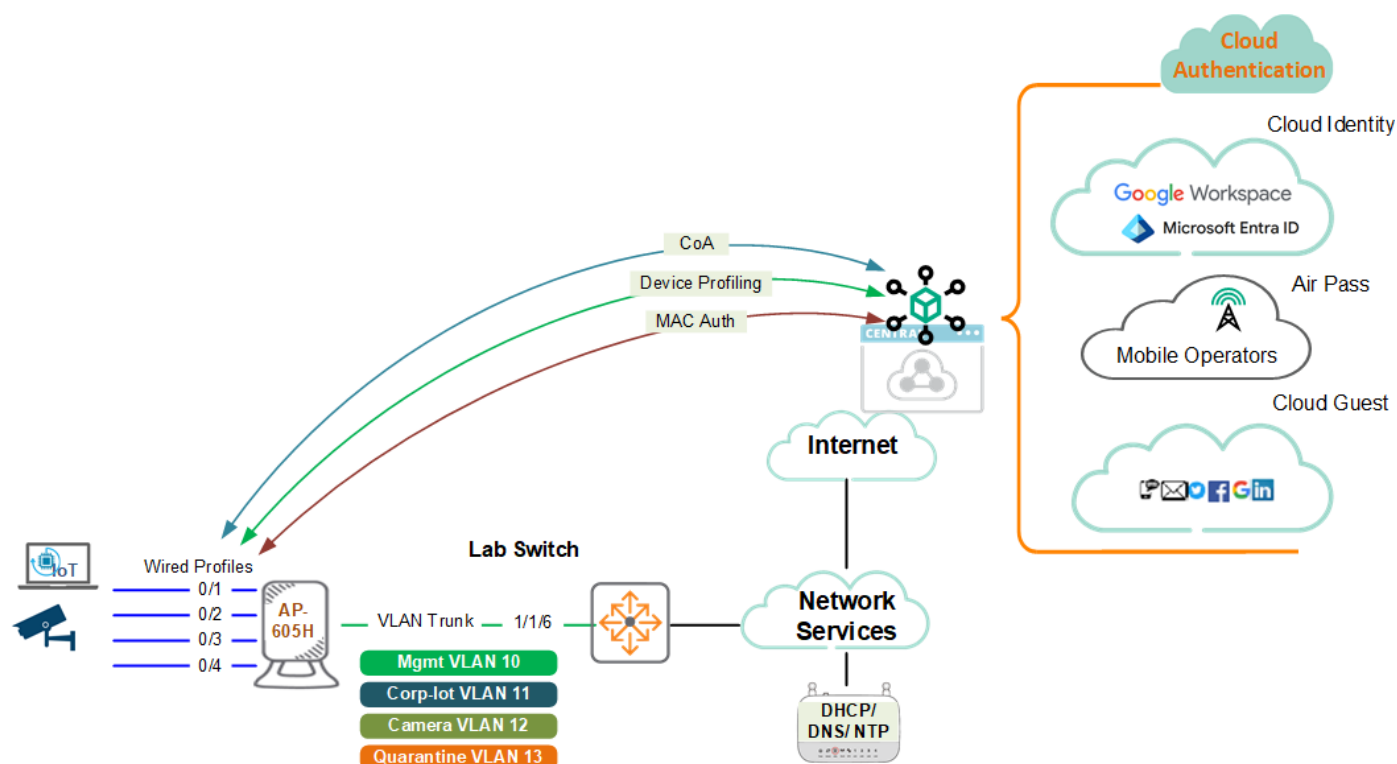 Cloud
Authentication
Cloud Identity
Google Workspace
Microsoft Entra ID
Air Pass
Mobile Operators
Cloud Guest
CoA
Device Profiling
MAC Auth
Internet
Lab Switch
Wired Profiles
IoT
0/1
0/2
0/3
0/4
AP-
605H
VLAN Trunk
1/1/6
Network
Services
Mgmt VLAN 10
Corp-Iot VLAN 11
Camera VLAN 12
Quarantine VLAN 13
DHCP/
DNS/ NTP